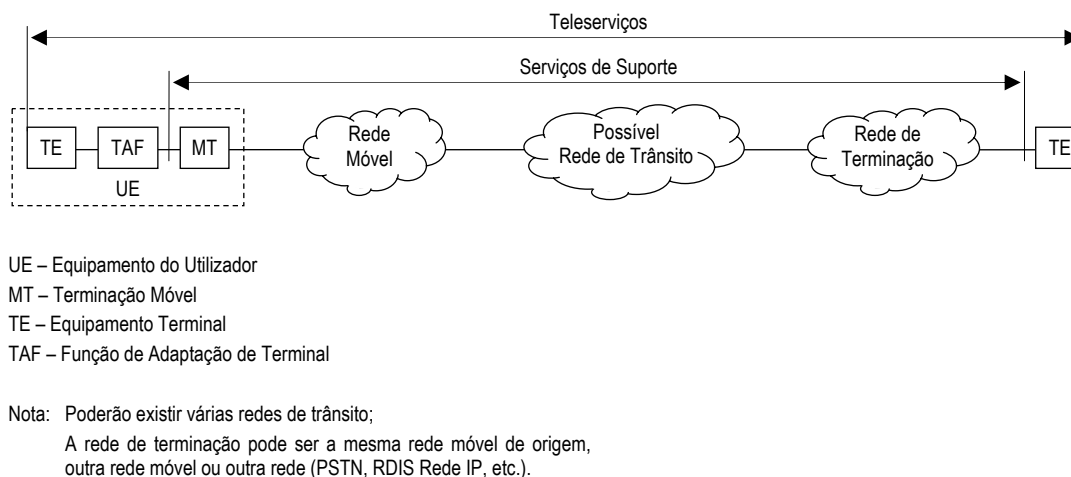 Teleserviços
Serviços de Suporte
TE
TAF
MT
UE
Rede
Móvel
Possível
Rede de Trânsito
Rede de
Terminação
TE
UE – Equipamento do Utilizador
MT – Terminação Móvel
TE – Equipamento Terminal
TAF – Função de Adaptação de Terminal
Nota: Poderão existir várias redes de trânsito;
A rede de terminação pode ser a mesma rede móvel de origem,
outra rede móvel ou outra rede (PSTN, RDIS Rede IP, etc.).